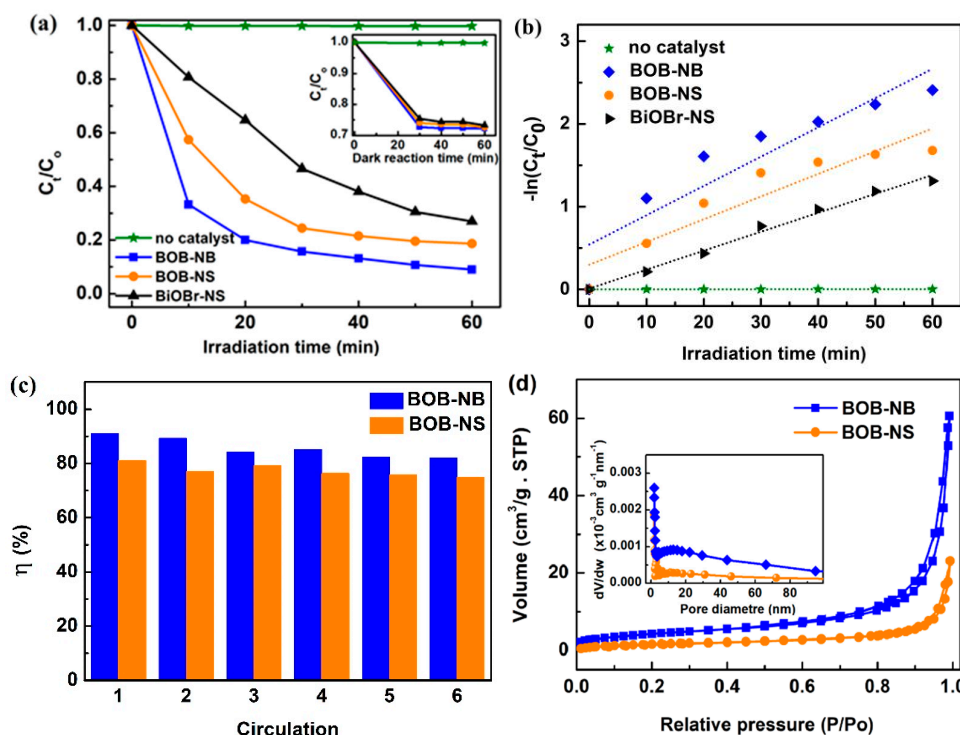 (a)
1.0
0.8
0.6
0.4
0.2
0.0
Ct/Co
no catalyst
BOB-NB
BOB-NS
BiOBr-NS
0
20
40
60
Irradiation time (min)
1.0
0.9
0.8
0.7
Ct/Co
0 20 40 60
Dark reaction time (min)
(b)
-3
-2
-1
0
-ln(Ct/C0)
no catalyst
BOB-NB
BOB-NS
BiOBr-NS
0 10 20 30 40 50 60
Irradiation time (min)
(c)
100
80
60
40
20
0
η (%)
BOB-NB
BOB-NS
1 2 3 4 5 6
Circulation
(d)
60
50
40
30
20
10
0
Volume (cm3/g . STP)
BOB-NB
BOB-NS
0.003
0.002
0.001
0.000
dV/dw (x10-3cm3 g-1nm-1)
0 20 40 60 80
Pore diametre (nm)
0.0 0.2 0.4 0.6 0.8 1.0
Relative pressure (P/Po)